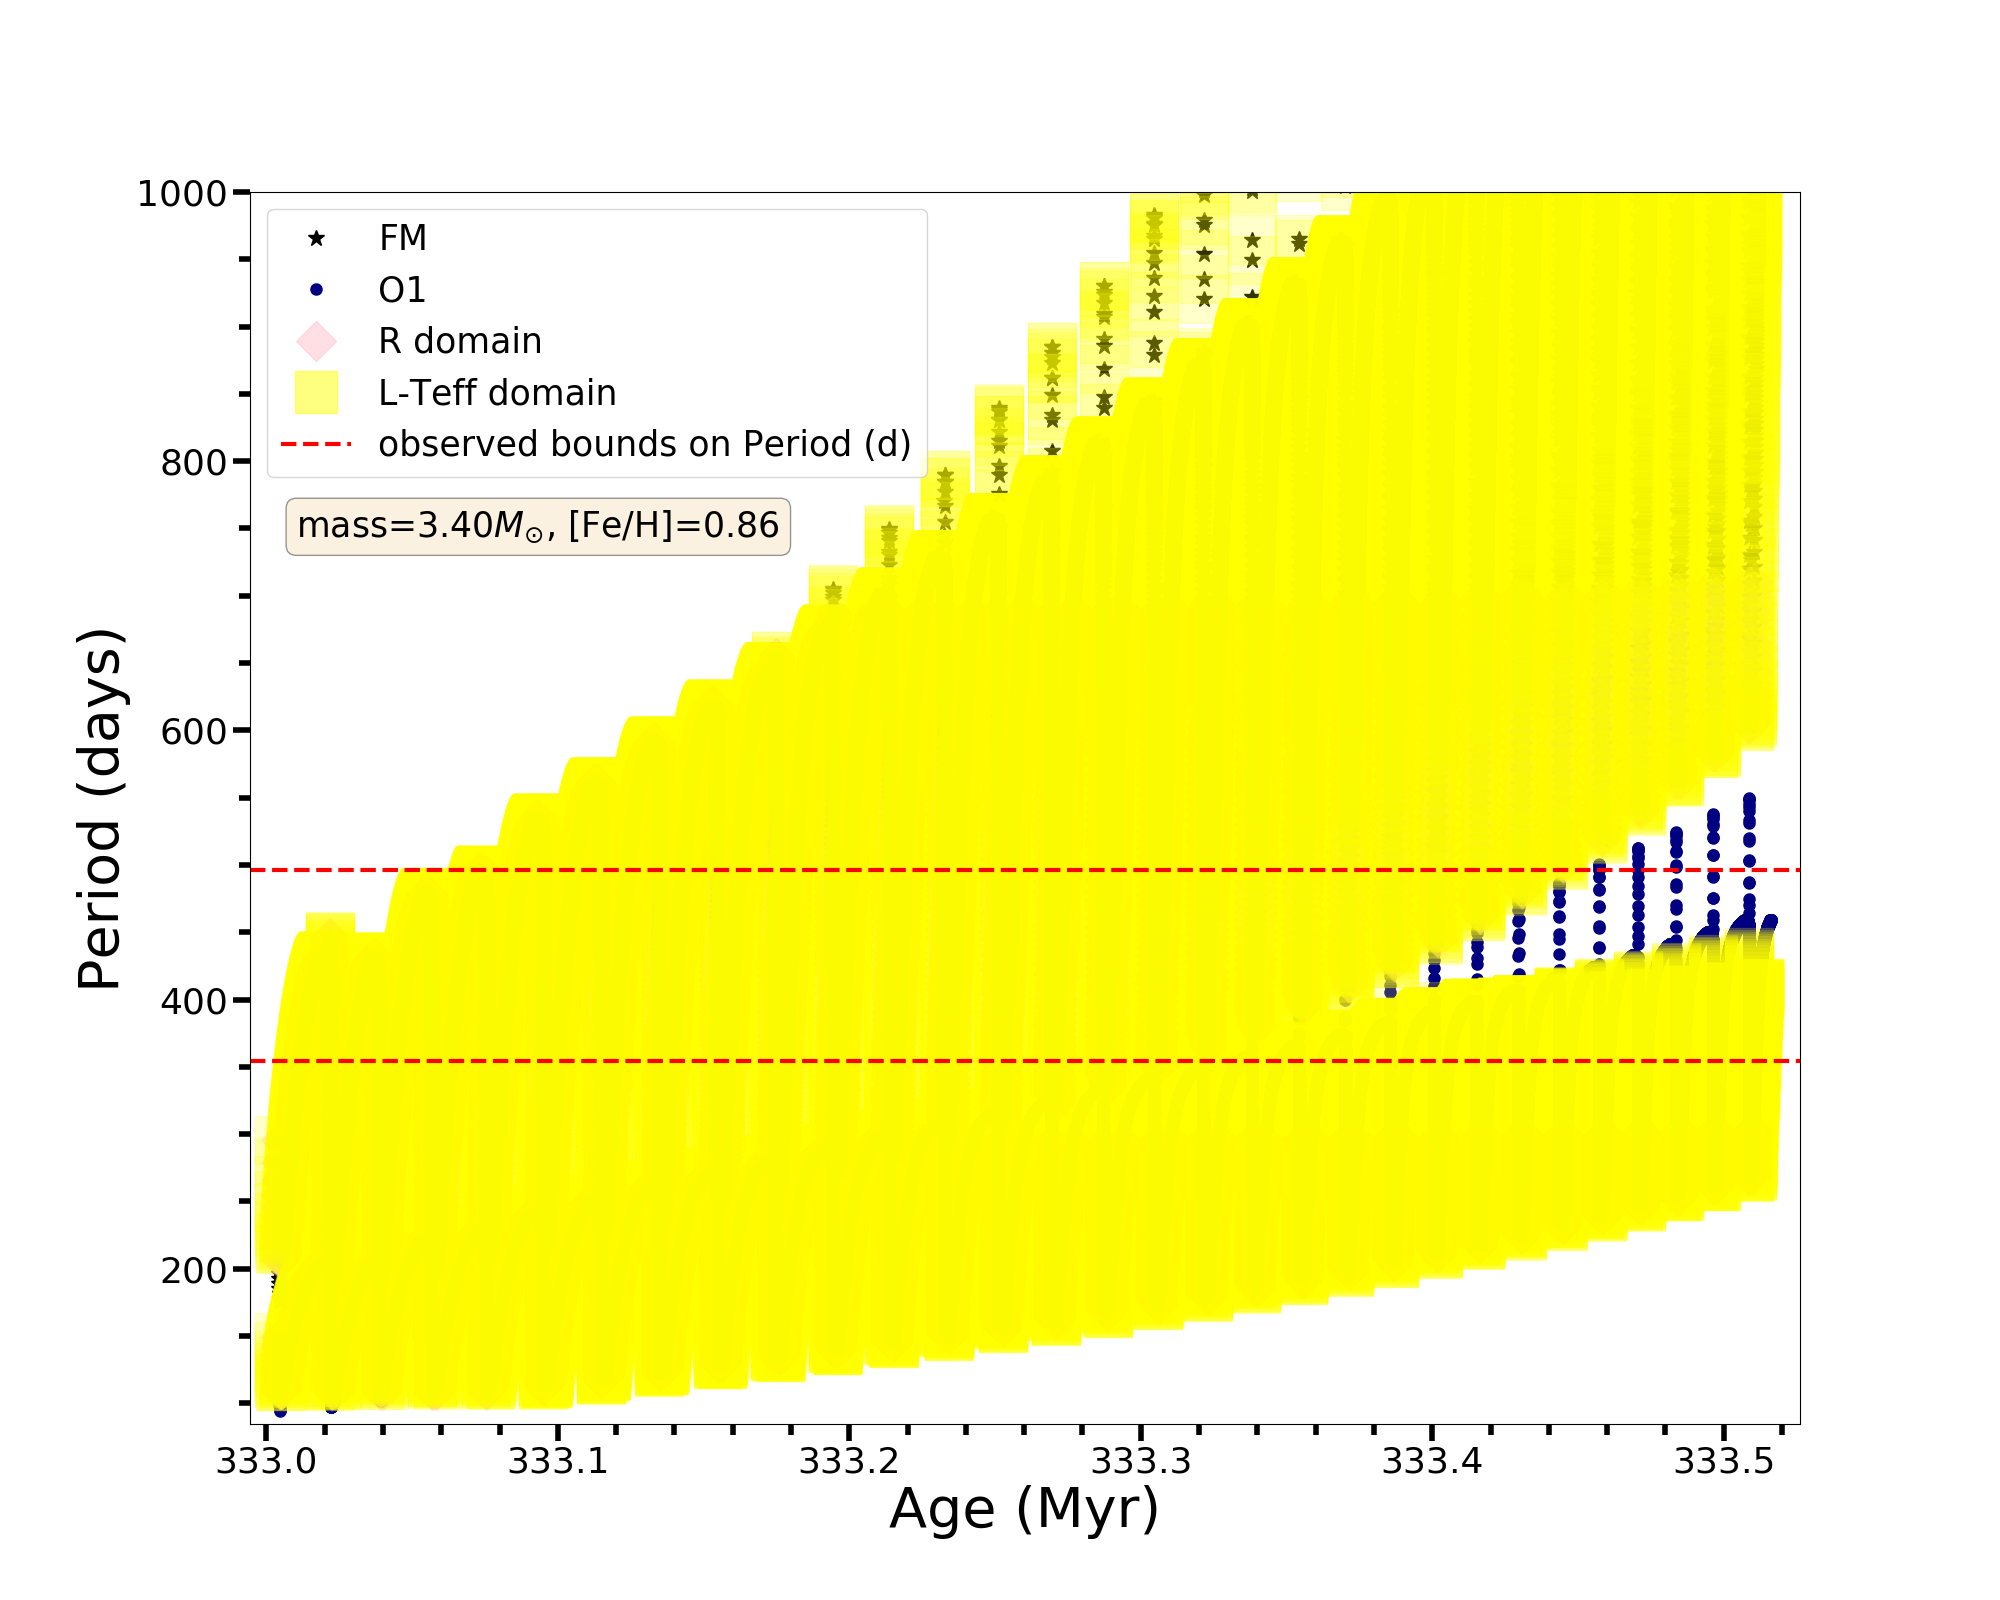 1000
800
600
400
200
Period (days)
FM
O1
R domain
L-Teff domain
observed bounds on Period (d)
mass=3.40M☉, [Fe/H]=0.86
333.0 333.1 333.2 333.3 333.4 333.5
Age (Myr)